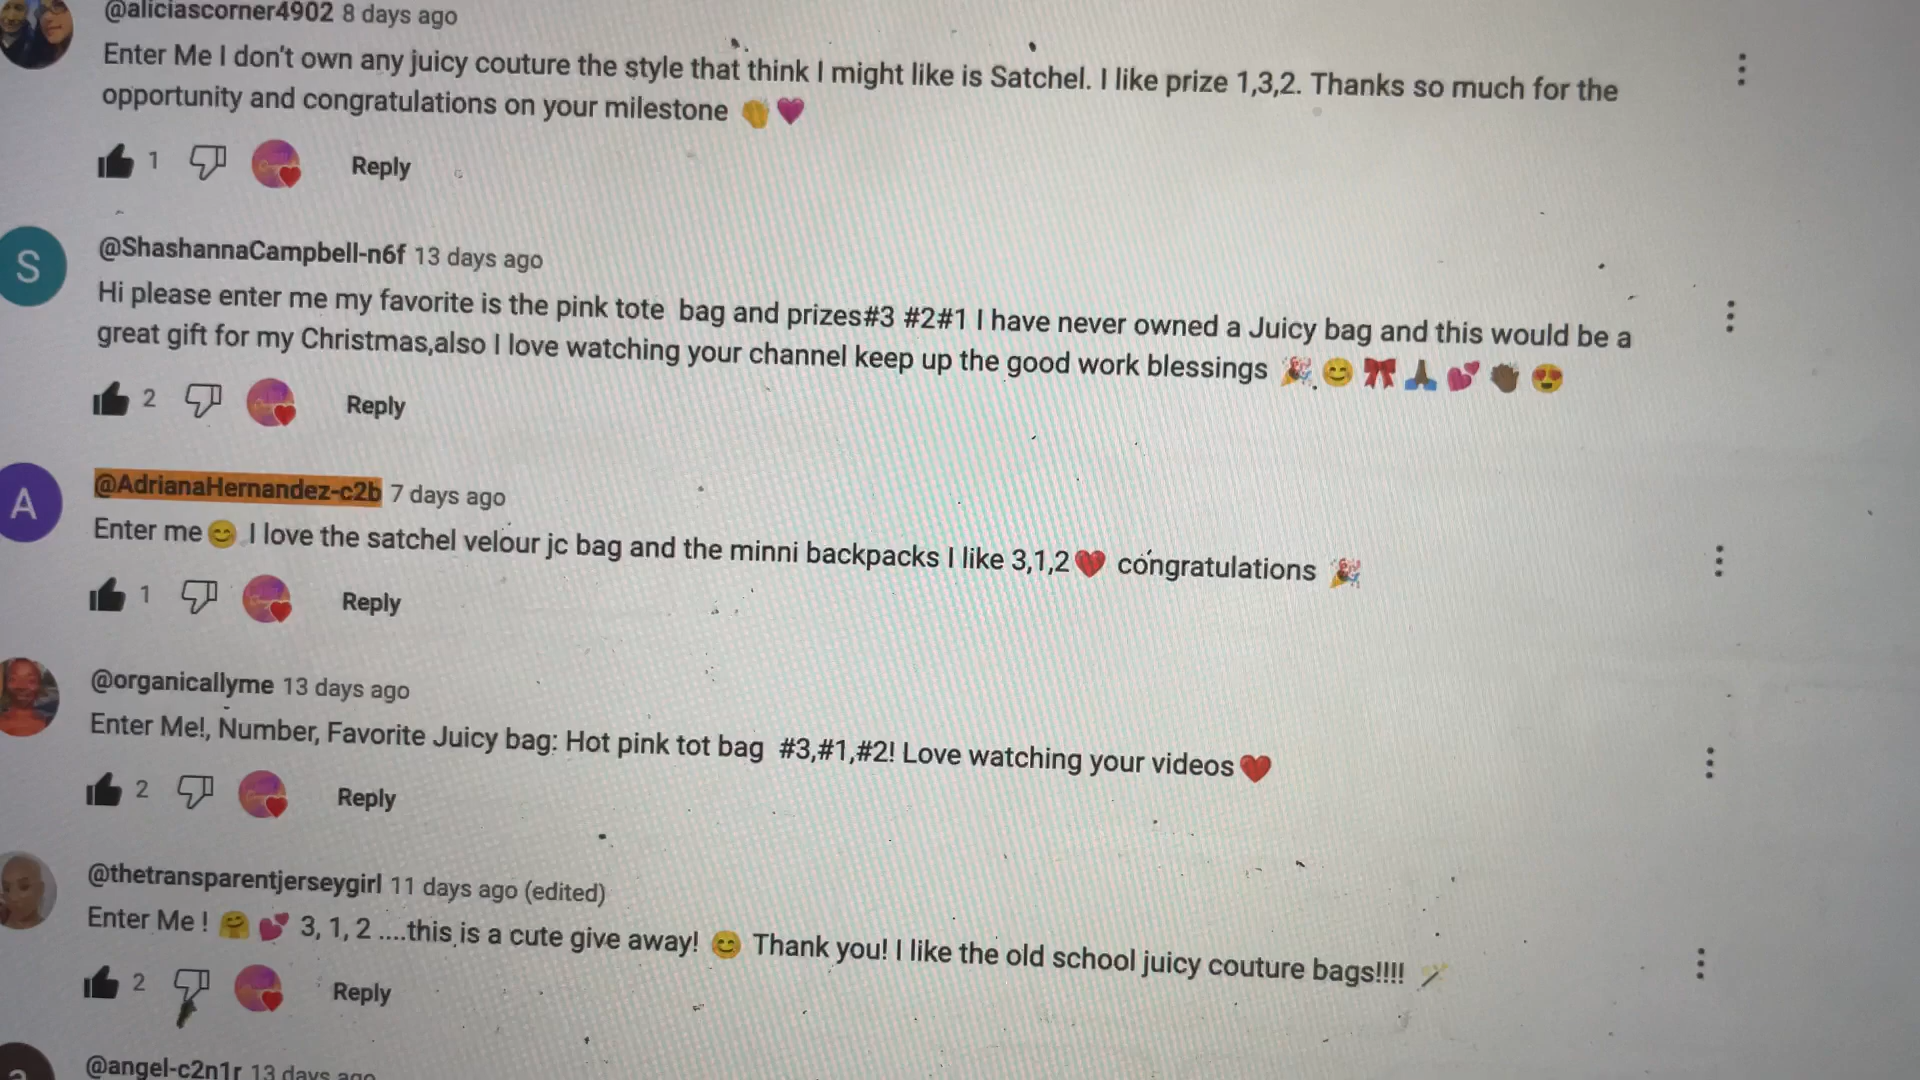 @aliciascorner4902 8 days ago
Enter Me I don't own any juicy couture the style that think I might like is Satchel. I like prize 1,3,2. Thanks so much for the
opportunity and congratulations on your milestone 👏💗
1 Reply
S
@ShashannaCampbell-n6f 13 days ago
Hi please enter me my favorite is the pink tote bag and prizes#3 #2#1 I have never owned a Juicy bag and this would be a
great gift for my Christmas,also I love watching your channel keep up the good work blessings 🎉😊🎀🙏🏾💕👏🏾😍
2 Reply
A
@AdrianaHernandez-c2b 7 days ago
Enter me😊 I love the satchel velour jc bag and the minni backpacks I like 3,1,2❤️ congratulations 🎉
1 Reply
@organicallyme 13 days ago
Enter Me!, Number, Favorite Juicy bag: Hot pink tot bag #3,#1,#2! Love watching your videos❤️
2 Reply
@thetransparentjerseygirl 11 days ago (edited)
Enter Me ! 🤗💕 3, 1, 2 ....this is a cute give away! 😊 Thank you! I like the old school juicy couture bags!!!!
2 Reply
a
@angel-c2n1r 13 days ago